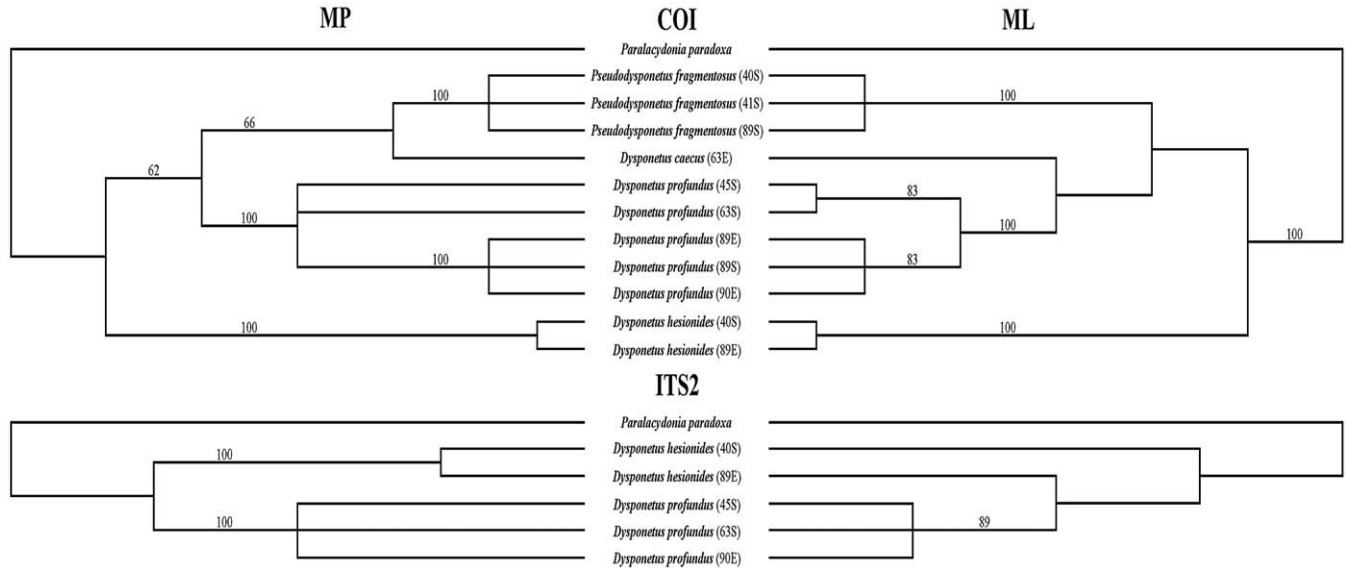 MP COI ML
Paralacydonia paradoxa
Pseudodysponetus fragmentosus (40S)
100 Pseudodysponetus fragmentosus (41S) 100
66 Pseudodysponetus fragmentosus (89S)
Dysponetus caecus (63E)
62
Dysponetus profundus (45S) 83
100 Dysponetus profundus (63S) 100
Dysponetus profundus (89E) 100
100 Dysponetus profundus (89S) 83
Dysponetus profundus (90E)
100 Dysponetus hesionides (40S) 100
Dysponetus hesionides (89E)
ITS2
Paralacydonia paradoxa
100 Dysponetus hesionides (40S)
Dysponetus hesionides (89E)
Dysponetus profundus (45S)
100 Dysponetus profundus (63S) 89
Dysponetus profundus (90E)